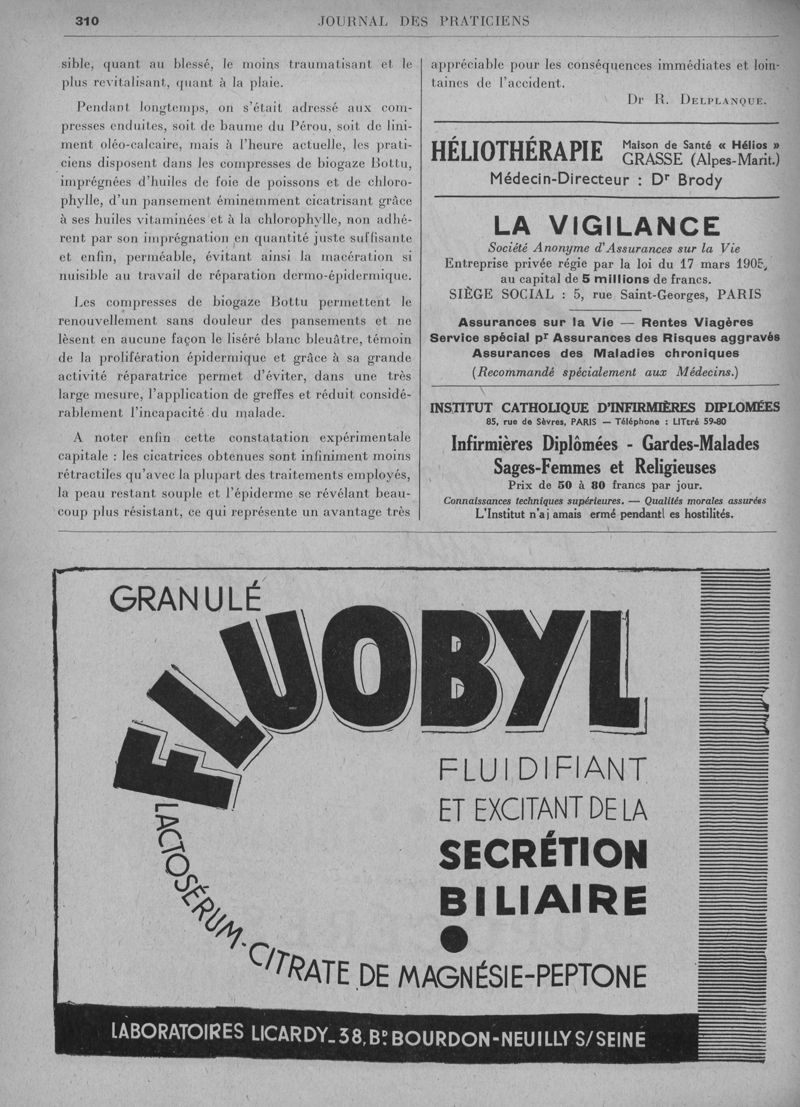 310
JOURNAL DES PRATICIENS
sible, quant au blessé, le moins traumatisant et le
plus revitalisant, quant à la plaie.
Pendant longtemps, on s'était adressé aux com-
presses enduites, soit de baume du Pérou, soit de lini-
ment oléo-calcaire, mais à l'heure actuelle, les prati-
ciens disposent dans les compresses de biogaze Bottu,
imprégnées d'huiles de foie de poissons et de chloro-
phylle, d'un pansement éminemment cicatrisant grâce
à ses huiles vitaminées et à la chlorophylle, non adhé-
rent par son imprégnation en quantité juste suffisante
et enfin, perméable, évitant ainsi la macération si
nuisible au travail de réparation dermo-épidermique.
Les compresses de biogaze Bottu permettent le
renouvellement sans douleur des pansements et ne
lèsent en aucune façon le liséré blanc bleuâtre, témoin
de la prolifération épidermique et grâce à sa grande
activité réparatrice permet d'éviter, dans une très
large mesure, l'application de greffes et réduit considé-
rablement l'incapacité du malade.
A noter enfin cette constatation expérimentale
capitale : les cicatrices obtenues sont infiniment moins
rétractiles qu'avec la plupart des traitements employés,
la peau restant souple et l'épiderme se révélant beau-
coup plus résistant, ce qui représente un avantage très
appréciable pour les conséquences immédiates et loin-
taines de l'accident.
Dr R. DELPLANQUE.
HÉLIOTHÉRAPIE
Maison de Santé « Hélios »
GRASSE (Alpes-Marit.)
Médecin-Directeur : Dr Brody
LA VIGILANCE
Société Anonyme d'Assurances sur la Vie
Entreprise privée régie par la loi du 17 mars 1905,
au capital de 5 millions de francs.
SIÈGE SOCIAL : 5, rue Saint-Georges, PARIS
Assurances sur la Vie — Rentes Viagères
Service spécial pr Assurances des Risques aggravés
Assurances des Maladies chroniques
(Recommandé spécialement aux Médecins.)
INSTITUT CATHOLIQUE D'INFIRMIÈRES DIPLOMÉES
85, rue de Sèvres, PARIS — Téléphone : LITtré 59-80
Infirmières Diplômées - Gardes-Malades
Sages-Femmes et Religieuses
Prix de 50 à 80 francs par jour.
Connaissances techniques supérieures. — Qualités morales assurées
L'Institut n'aj amais ermé pendantl es hostilités.
GRANULÉ
FLUOBYL
FLUIDIFIANT
ET EXCITANT DE LA
SECRÉTION
BILIAIRE
LACTOSÉRUM-CITRATE DE MAGNÉSIE-PEPTONE
LABORATOIRES LICARDY_38, Bd BOURDON-NEUILLY S/SEINE